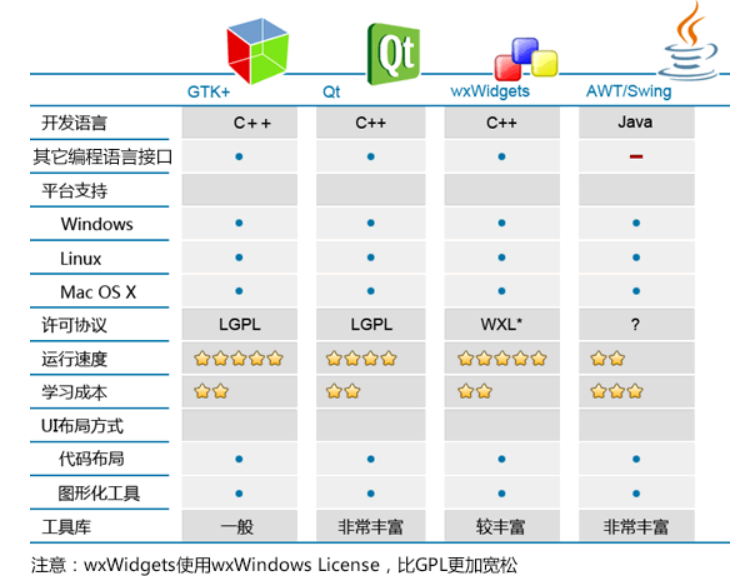 Qt
GTK+ Qt wxWidgets AWT/Swing
开发语言 C++ C++ C++ Java
其它编程语言接口
平台支持
Windows
Linux
Mac OS X
许可协议 LGPL LGPL WXL* ?
运行速度
学习成本
UI布局方式
代码布局
图形化工具
工具库 一般 非常丰富 较丰富 非常丰富
注意：wxWidgets使用wxWindows License，比GPL更加宽松